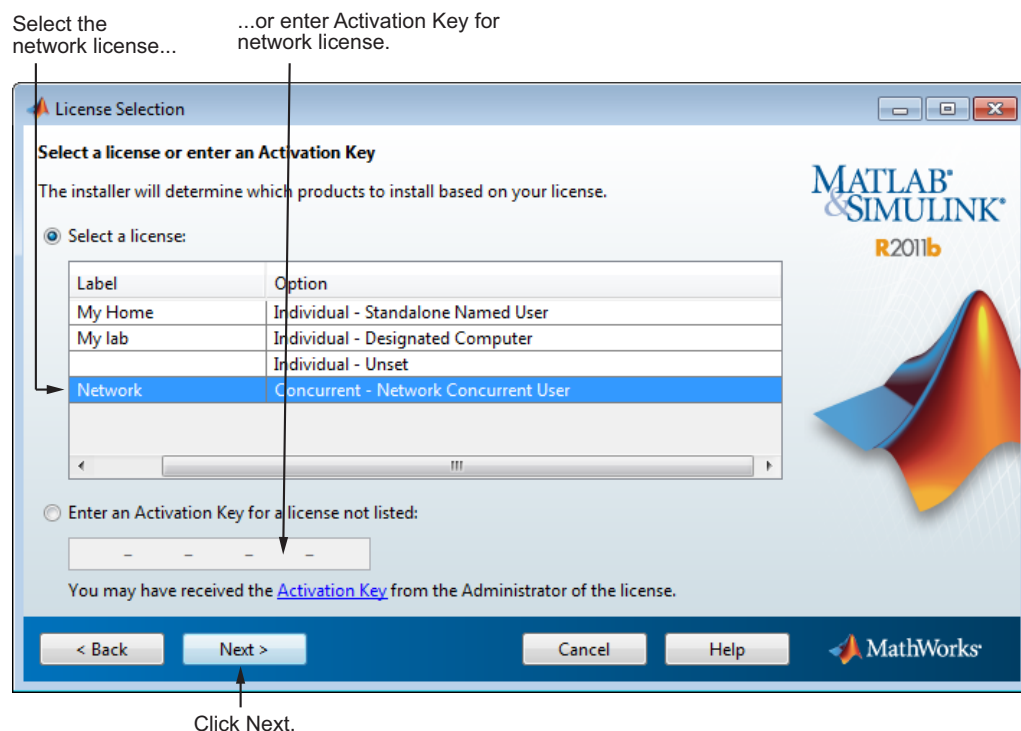 Select the
network license...
...or enter Activation Key for
network license.
License Selection
Select a license or enter an Activation Key
The installer will determine which products to install based on your license.
MATLAB®
&SIMULINK®
R2011b
Select a license:
Label Option
My Home Individual - Standalone Named User
My lab Individual - Designated Computer
Individual - Unset
Network Concurrent - Network Concurrent User
Enter an Activation Key for a license not listed:
– – – –
You may have received the Activation Key from the Administrator of the license.
< Back Next > Cancel Help MathWorks®
Click Next.